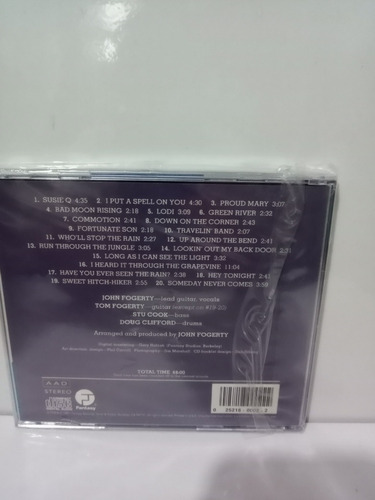 1. SUSIE Q 4:35 2. I PUT A SPELL ON YOU 4:30 3. PROUD MARY 3:07
4. BAD MOON RISING 2:18 5. LODI 3:09 6. GREEN RIVER 2:32
7. COMMOTION 2:41 8. DOWN ON THE CORNER 2:43
9. FORTUNATE SON 2:18 10. TRAVELIN' BAND 2:07
11. WHO'LL STOP THE RAIN 2:27 12. UP AROUND THE BEND 2:41
13. RUN THROUGH THE JUNGLE 3:05 14. LOOKIN' OUT MY BACK DOOR 2:31
15. LONG AS I CAN SEE THE LIGHT 3:32
16. I HEARD IT THROUGH THE GRAPEVINE 11:04
17. HAVE YOU EVER SEEN THE RAIN? 2:38 18. HEY TONIGHT 2:41
19. SWEET HITCH-HIKER 2:56 20. SOMEDAY NEVER COMES 3:59
JOHN FOGERTY—lead guitar, vocals
TOM FOGERTY—guitar
STU COOK—bass
DOUG CLIFFORD—drums
Arranged and produced by JOHN FOGERTY
TOTAL TIME
AAD
STEREO
COMPACT
disc
DIGITAL AUDIO
Fantasy